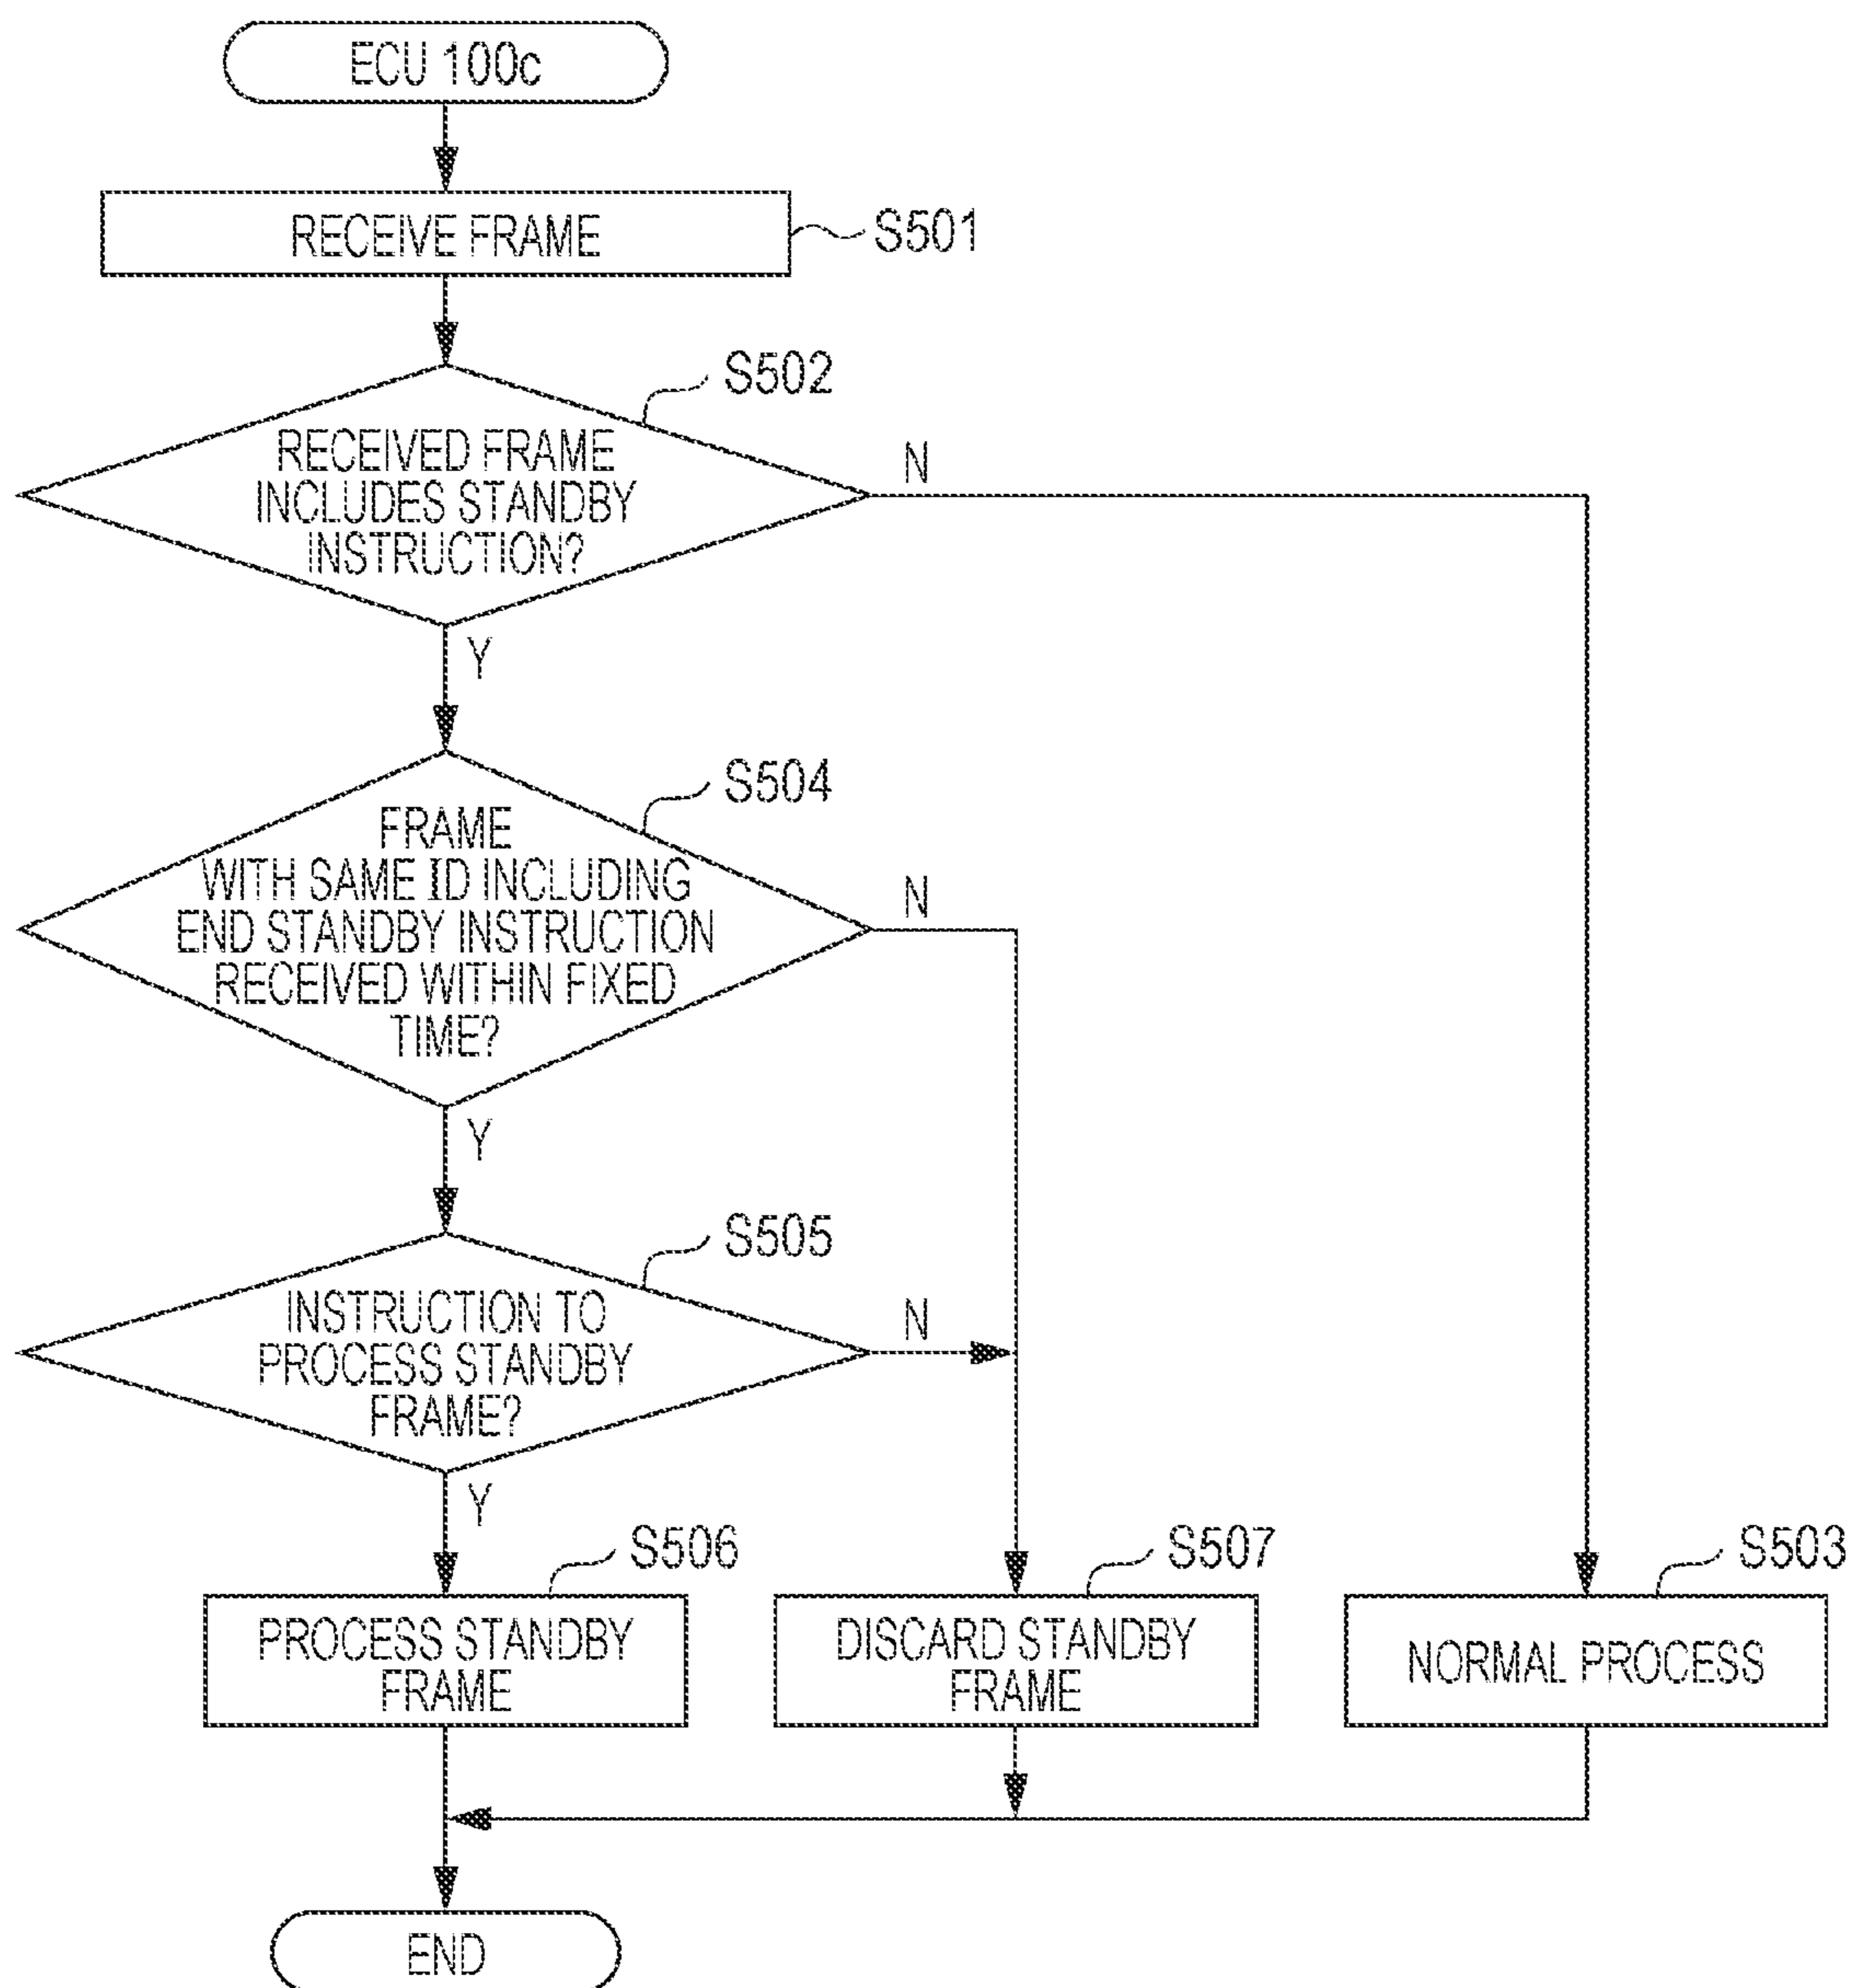 ECU 100c
RECEIVE FRAME
S501
S502
RECEIVED FRAME
INCLUDES STANDBY
INSTRUCTION?
N
Y
S504
FRAME
WITH SAME ID INCLUDING
END STANDBY INSTRUCTION
RECEIVED WITHIN FIXED
TIME?
N
Y
S505
INSTRUCTION TO
PROCESS STANDBY
FRAME?
N
Y
S506
PROCESS STANDBY
FRAME
S507
DISCARD STANDBY
FRAME
S503
NORMAL PROCESS
END